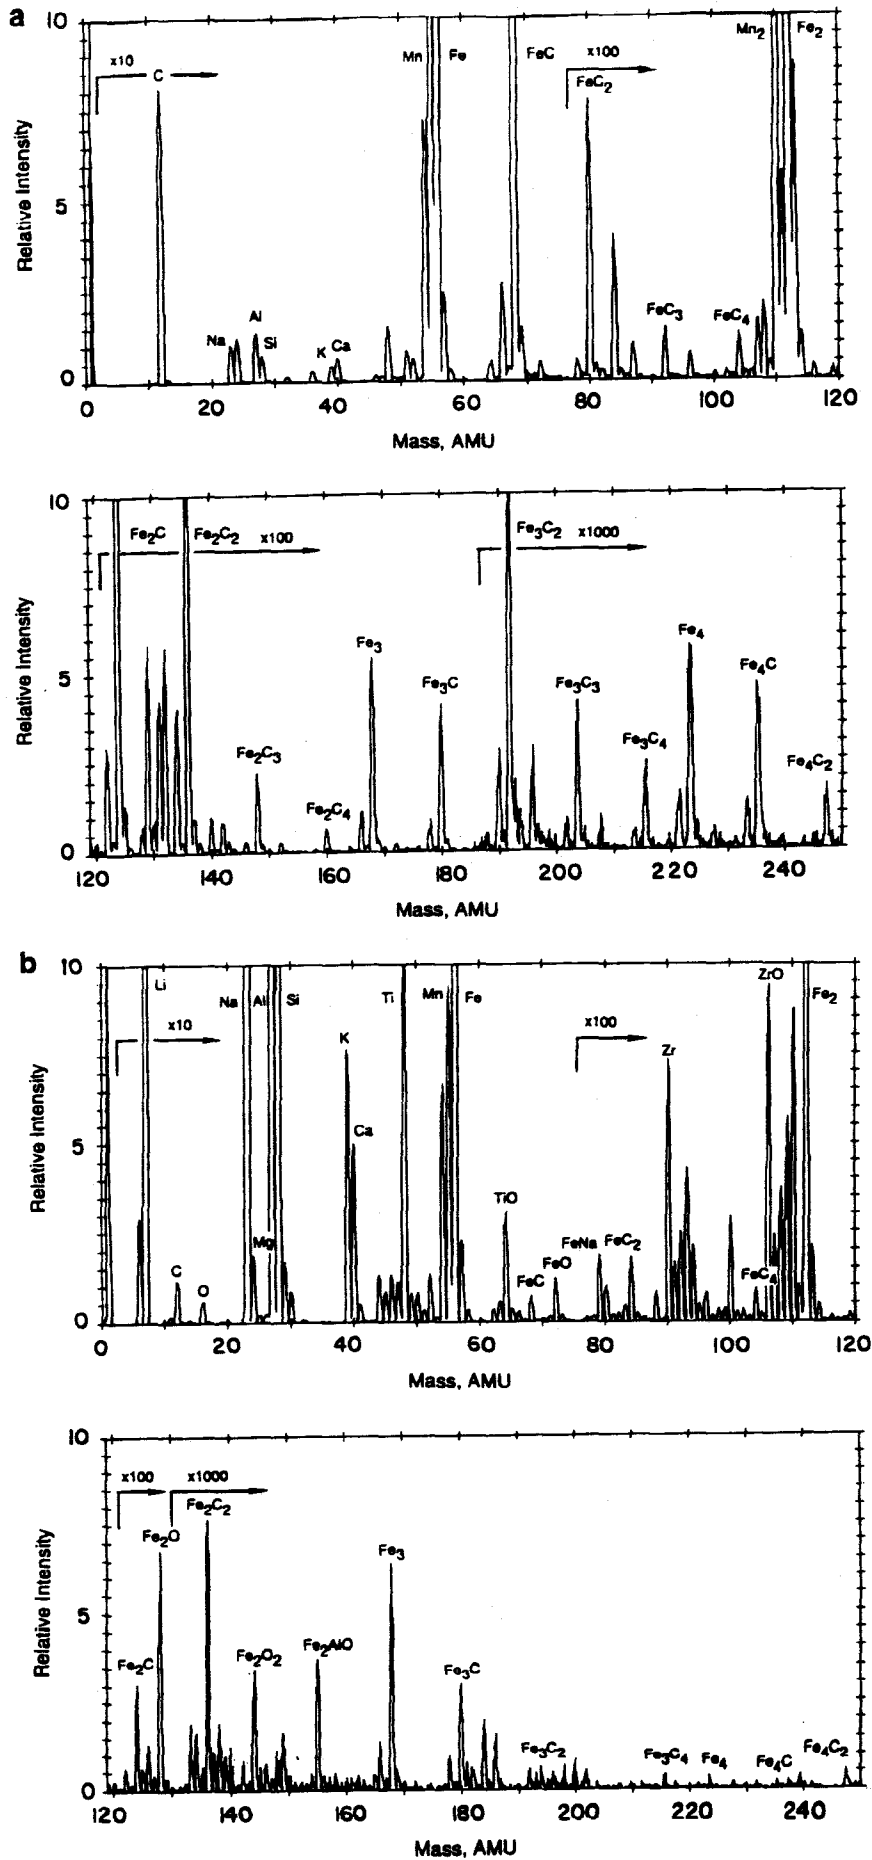 a
10
x10
C
Mn
Fe
FeC
x100
FeC2
Mn2
Fe2
Relative Intensity
5
Na
Al
Si
K
Ca
FeC3
FeC4
0
0 20 40 60 80 100 120
Mass, AMU
10
Fe2C
Fe2C2
x100
Fe3C2
x1000
Relative Intensity
5
Fe3
Fe3C
Fe3C3
Fe4
Fe4C
Fe2C3
Fe2C4
Fe3C4
Fe4C2
0
120 140 160 180 200 220 240
Mass, AMU
b
10
Li
Na
Al
Si
Ti
Mn
Fe
ZrO
Fe2
x10
x100
K
Zr
Relative Intensity
5
Ca
Mg
TiO
C
O
FeC
FeO
FeNa
FeC2
FeC4
0
0 20 40 60 80 100 120
Mass, AMU
10
x100
x1000
Fe2C2
Fe2O
Fe3
Relative Intensity
5
Fe2C
Fe2O2
Fe2AlO
Fe3C
Fe3C2
Fe3C4
Fe4
Fe4C
Fe4C2
0
120 140 160 180 200 220 240
Mass, AMU